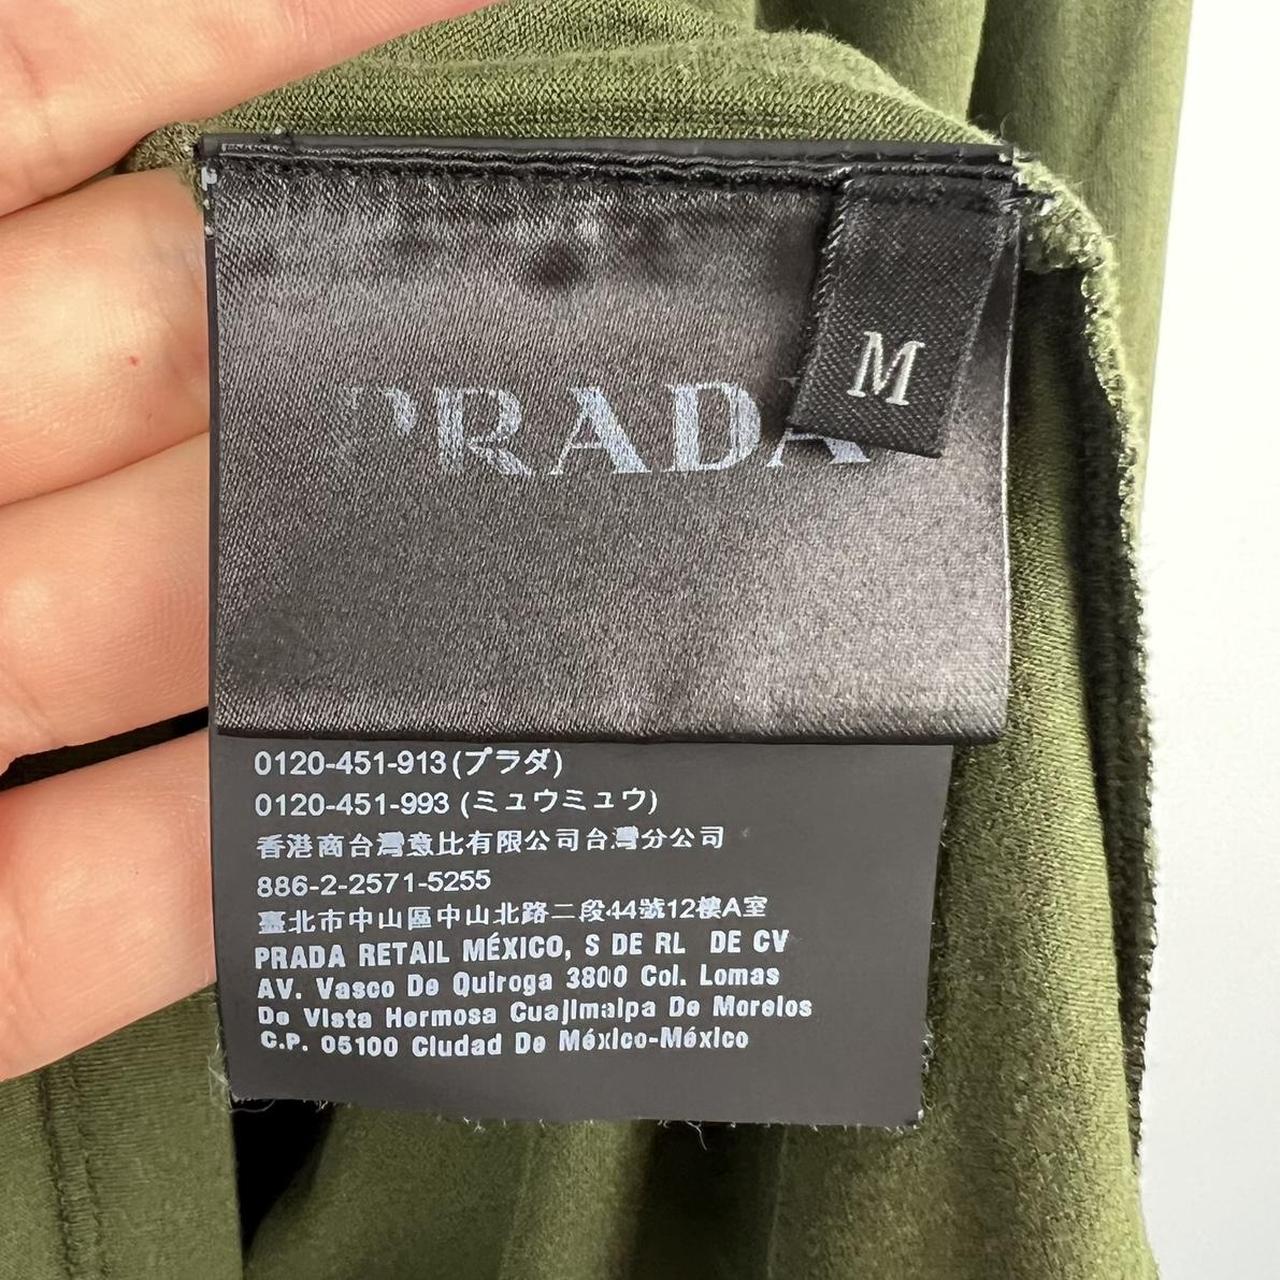 PRADA
M
0120-451-913(プラダ)
0120-451-993 (ミュウミュウ)
香港商台灣意比有限公司台灣分公司
886-2-2571-5255
臺北市中山區中山北路二段44號12樓A室
PRADA RETAIL MÉXICO, S DE RL DE CV
AV. Vasco De Quiroga 3800 Col. Lomas
De Vista Hermosa Cuajimalpa De Morelos
C.P. 05100 Ciudad De México-México